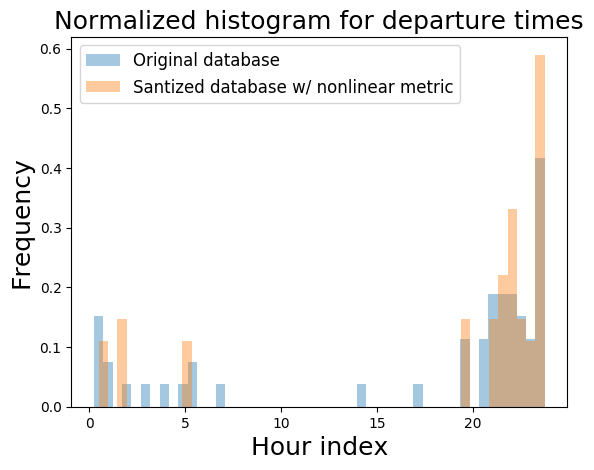 Normalized histogram for departure times
Original database
Santized database w/ nonlinear metric
Frequency
0.6
0.5
0.4
0.3
0.2
0.1
0.0
0 5 10 15 20
Hour index